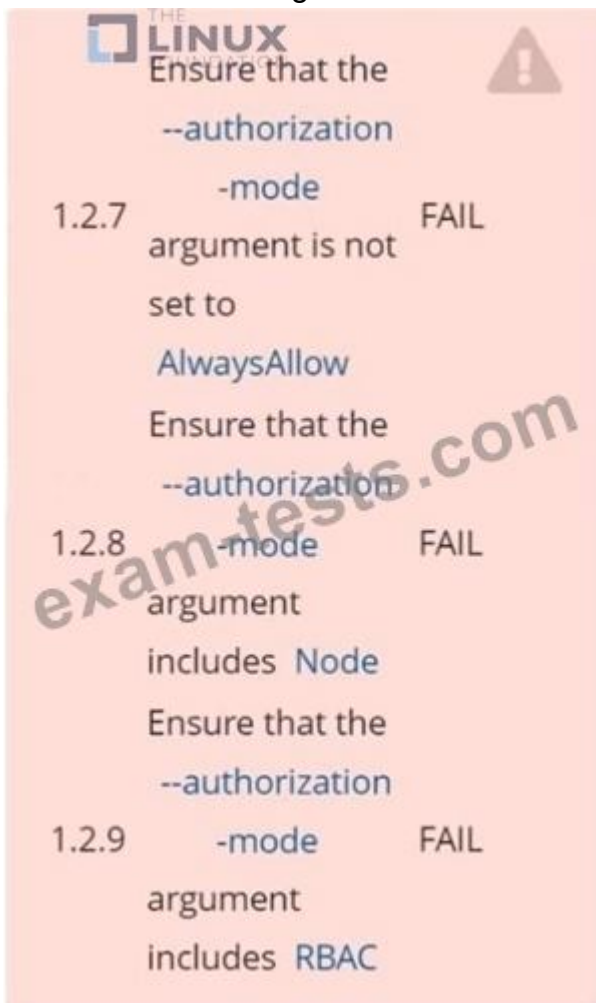 THE
LINUX
FOUNDATION
Ensure that the
--authorization
-mode
1.2.7
FAIL
argument is not
set to
AlwaysAllow
Ensure that the
--authorization
1.2.8
-mode
FAIL
argument
includes Node
Ensure that the
--authorization
1.2.9
-mode
FAIL
argument
includes RBAC
exam-tests.com